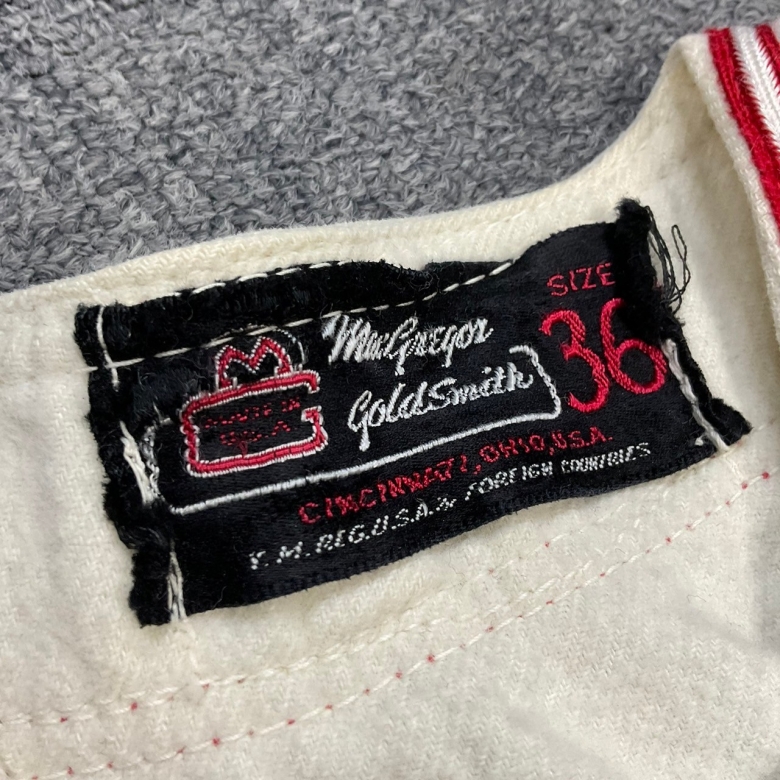 SIZE
36
MacGregor
GoldSmith
MADE IN
U.S.A.
CINCINNATI, OHIO, U.S.A.
T. M. REG. U.S.A. & FOREIGN COUNTRIES